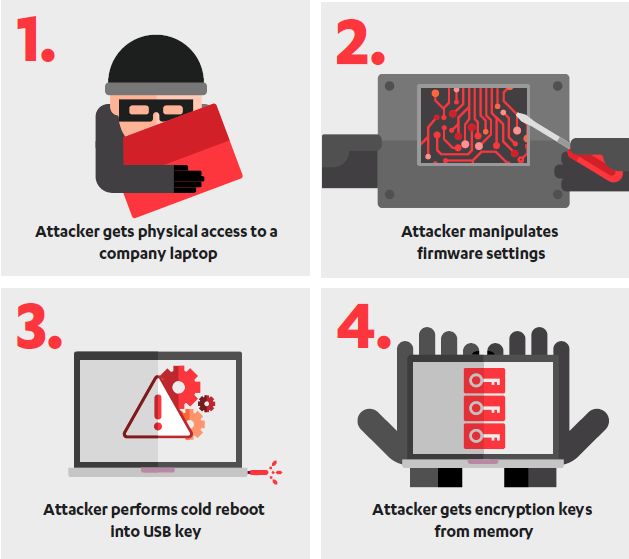 1.
Attacker gets physical access to a
company laptop
2.
Attacker manipulates
firmware settings
3.
Attacker performs cold reboot
into USB key
4.
Attacker gets encryption keys
from memory